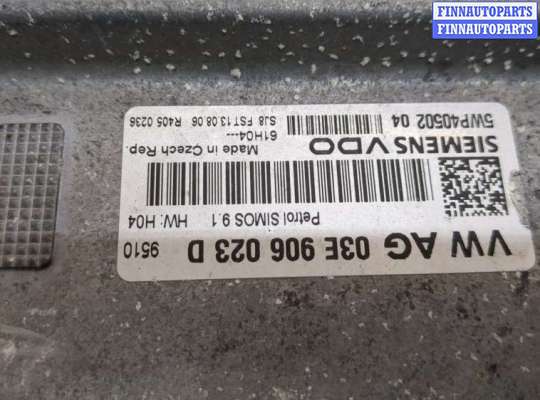 FINNAUTOPARTS
FINNAUTOPARTS
VW AG 03E 906 023 D 9510
Petrol SIMOS 9.1 HW: H04
SIEMENS VDO Made in Czech Rep.
61H04---
5WP40502 04 SJ8 FST 13.08.06 R405 0236